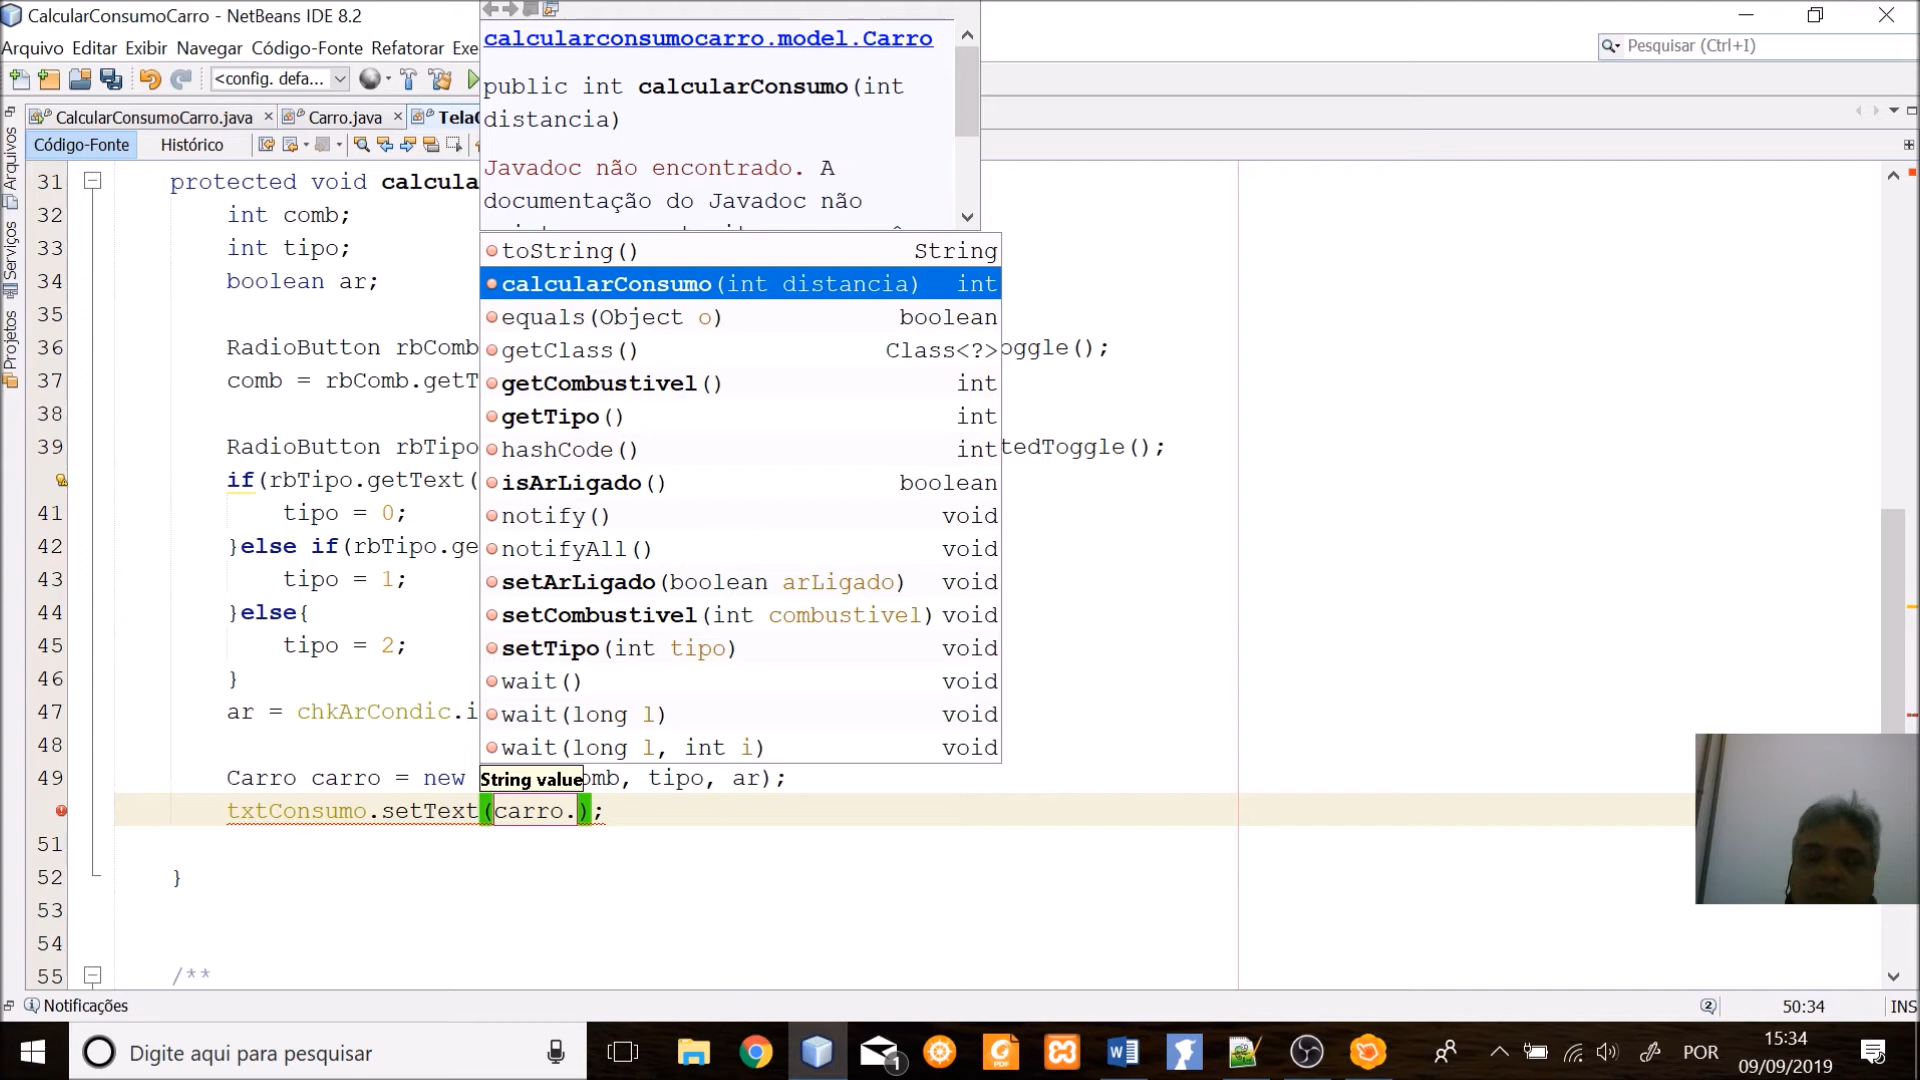 CalcularConsumoCarro - NetBeans IDE 8.2
Arquivo Editar Exibir Navegar Código-Fonte Refatorar Exe
Pesquisar (Ctrl+I)
<config. defa...
CalcularConsumoCarro.java
Carro.java
Código-Fonte Histórico
calcularconsumocarro.model.Carro
public int calcularConsumo(int
distancia)
Javadoc não encontrado. A
documentação do Javadoc não
toString() String
calcularConsumo(int distancia) int
equals(Object o) boolean
getClass() Class<?>
getCombustivel() int
getTipo() int
hashCode() int
isArLigado() boolean
notify() void
notifyAll() void
setArLigado(boolean arLigado) void
setCombustivel(int combustivel) void
setTipo(int tipo) void
wait() void
wait(long l) void
wait(long l, int i) void
String value
Arquivos
Serviços
Projetos
31 protected void calcula
32 int comb;
33 int tipo;
34 boolean ar;
35
36 RadioButton rbComb oggle();
37 comb = rbComb.getT
38
39 RadioButton rbTipo tedToggle();
if(rbTipo.getText(
41 tipo = 0;
42 }else if(rbTipo.ge
43 tipo = 1;
44 }else{
45 tipo = 2;
46 }
47 ar = chkArCondic.i
48
49 Carro carro = new omb, tipo, ar);
txtConsumo.setText(carro.);
51
52 }
53
54
55 /**
Notificações
2
50:34 INS
Digite aqui para pesquisar
1
POR
15:34
09/09/2019